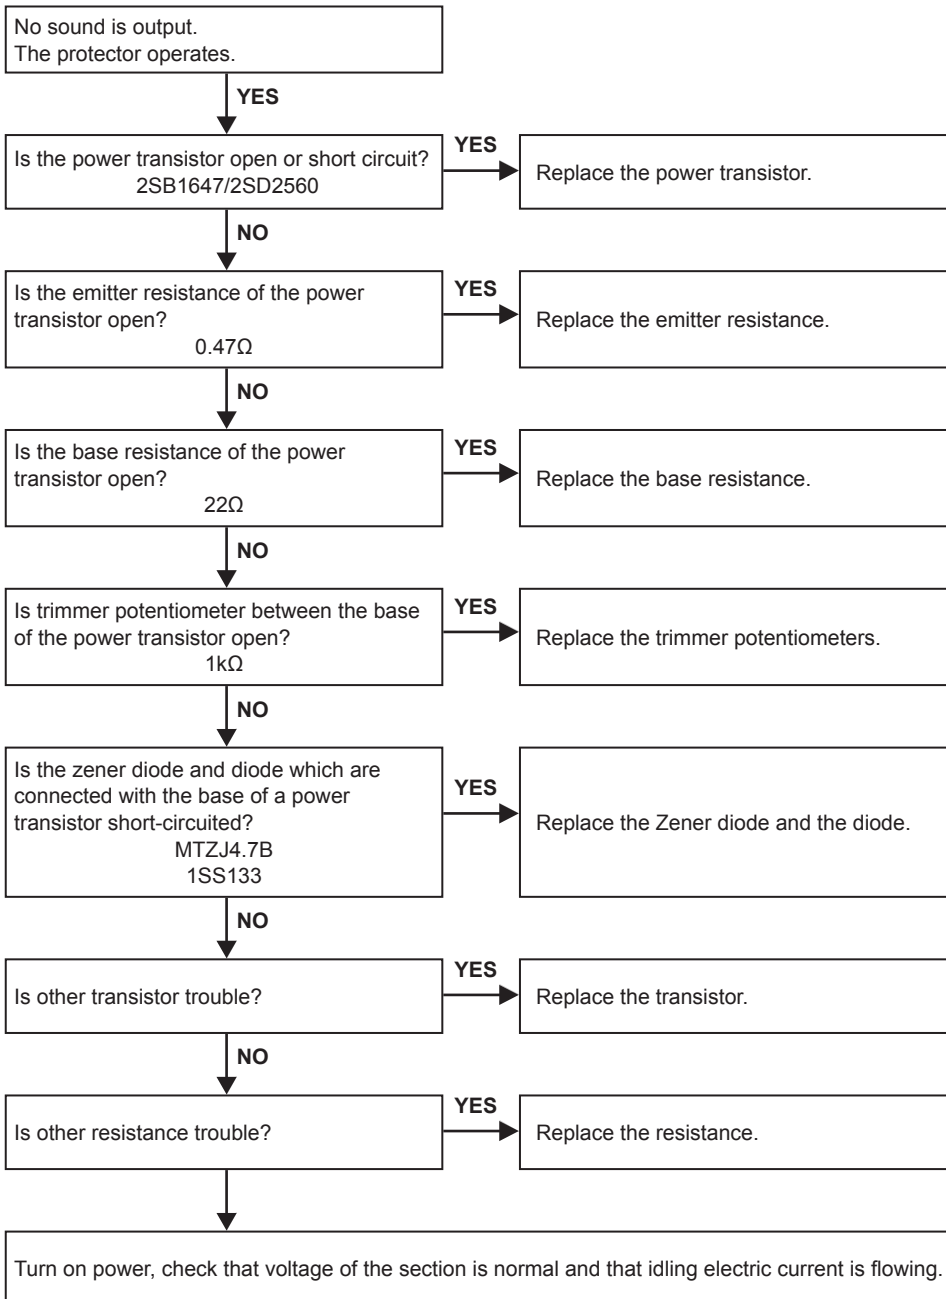 No sound is output.
The protector operates.
YES
Is the power transistor open or short circuit?
2SB1647/2SD2560
YES
Replace the power transistor.
NO
Is the emitter resistance of the power
transistor open?
0.47Ω
YES
Replace the emitter resistance.
NO
Is the base resistance of the power
transistor open?
22Ω
YES
Replace the base resistance.
NO
Is trimmer potentiometer between the base
of the power transistor open?
1kΩ
YES
Replace the trimmer potentiometers.
NO
Is the zener diode and diode which are
connected with the base of a power
transistor short-circuited?
MTZJ4.7B
1SS133
YES
Replace the Zener diode and the diode.
NO
Is other transistor trouble?
YES
Replace the transistor.
NO
Is other resistance trouble?
YES
Replace the resistance.
Turn on power, check that voltage of the section is normal and that idling electric current is flowing.